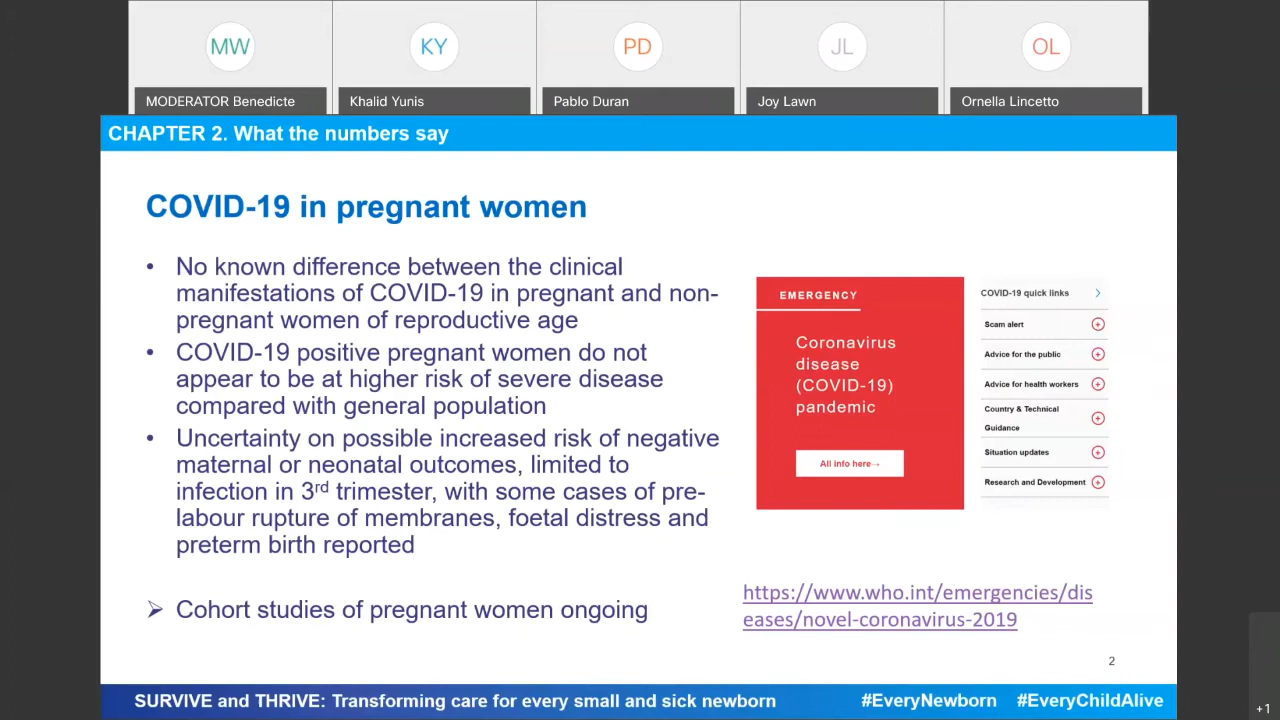 MW
KY
PD
JL
OL
MODERATOR Benedicte
Khalid Yunis
Pablo Duran
Joy Lawn
Ornella Lincetto
CHAPTER 2. What the numbers say
COVID-19 in pregnant women
• No known difference between the clinical
manifestations of COVID-19 in pregnant and non-
pregnant women of reproductive age
• COVID-19 positive pregnant women do not
appear to be at higher risk of severe disease
compared with general population
• Uncertainty on possible increased risk of negative
maternal or neonatal outcomes, limited to
infection in 3rd trimester, with some cases of pre-
labour rupture of membranes, foetal distress and
preterm birth reported
➢ Cohort studies of pregnant women ongoing
EMERGENCY
Coronavirus
disease
(COVID-19)
pandemic
All info here→
COVID-19 quick links
Scam alert
Advice for the public
Advice for health workers
Country & Technical
Guidance
Situation updates
Research and Development
https://www.who.int/emergencies/dis
eases/novel-coronavirus-2019
2
SURVIVE and THRIVE: Transforming care for every small and sick newborn
#EveryNewborn #EveryChildAlive
+1